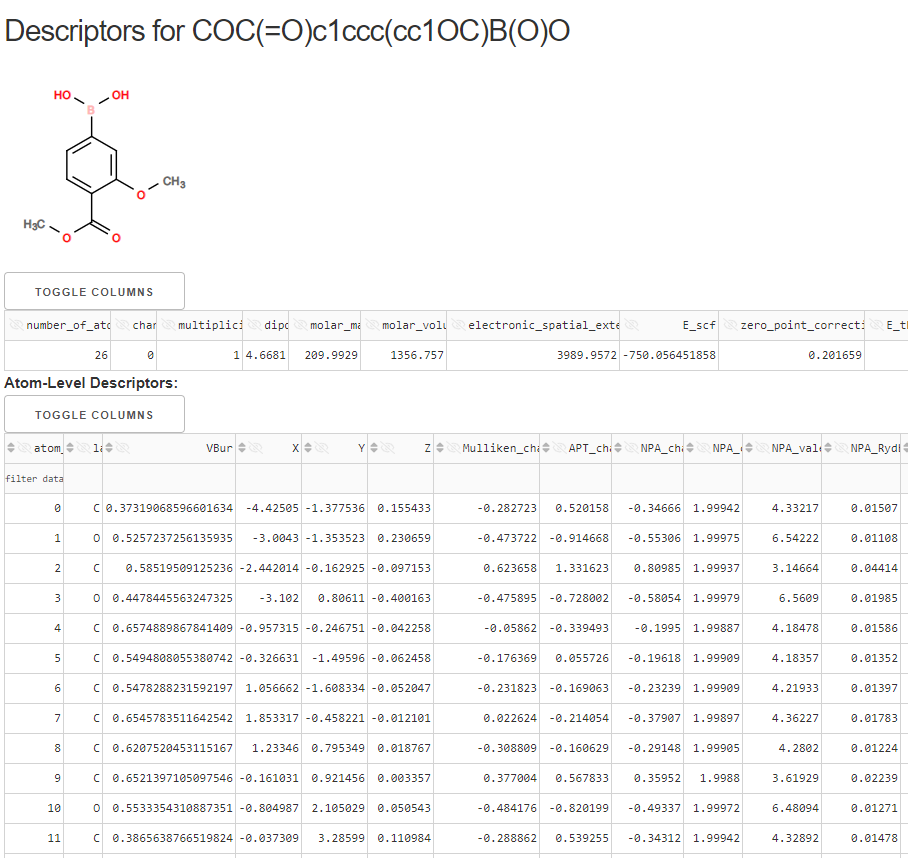 Descriptors for COC(=O)c1ccc(cc1OC)B(O)O
HO OH
B
O CH3
H3C
O O
TOGGLE COLUMNS
number_of_ato char multiplici dipo molar_ma molar_volu electronic_spatial_exte E_scf zero_point_correcti E_th
26 0 1 4.6681 209.9929 1356.757 3989.9572 -750.056451858 0.201659
Atom-Level Descriptors:
TOGGLE COLUMNS
atom_ la VBur X Y Z Mulliken_cha APT_cha NPA_cha NPA_c NPA_vale NPA_Rydb
filter data
0 C 0.3731906859660​1634 -4.42505 -1.377536 0.155433 -0.282723 0.520158 -0.34666 1.99942 4.33217 0.01507
1 O 0.5257237256135935 -3.0043 -1.353523 0.230659 -0.473722 -0.914668 -0.55306 1.99975 6.54222 0.01108
2 C 0.58519509125236 -2.442014 -0.162925 -0.097153 0.623658 1.331623 0.80985 1.99937 3.14664 0.04414
3 O 0.4478445563247325 -3.102 0.80611 -0.400163 -0.475895 -0.728002 -0.58054 1.99979 6.5609 0.01985
4 C 0.6574889867841409 -0.957315 -0.246751 -0.042258 -0.05862 -0.339493 -0.1995 1.99887 4.18478 0.01586
5 C 0.5494808055380742 -0.326631 -1.49596 -0.062458 -0.176369 0.055726 -0.19618 1.99909 4.18357 0.01352
6 C 0.5478288231592197 1.056662 -1.608334 -0.052047 -0.231823 -0.169063 -0.23239 1.99909 4.21933 0.01397
7 C 0.6545783511642542 1.853317 -0.458221 -0.012101 0.022624 -0.214054 -0.37907 1.99897 4.36227 0.01783
8 C 0.6207520453115167 1.23346 0.795349 0.018767 -0.308809 -0.160629 -0.29148 1.99905 4.2802 0.01224
9 C 0.6521397105097546 -0.161031 0.921456 0.003357 0.377004 0.567833 0.35952 1.9988 3.61929 0.02239
10 O 0.5533354310887351 -0.804987 2.105029 0.050543 -0.484176 -0.820199 -0.49337 1.99972 6.48094 0.01271
11 C 0.3865638766519824 -0.037309 3.28599 0.110984 -0.288862 0.539255 -0.34312 1.99942 4.32892 0.01478